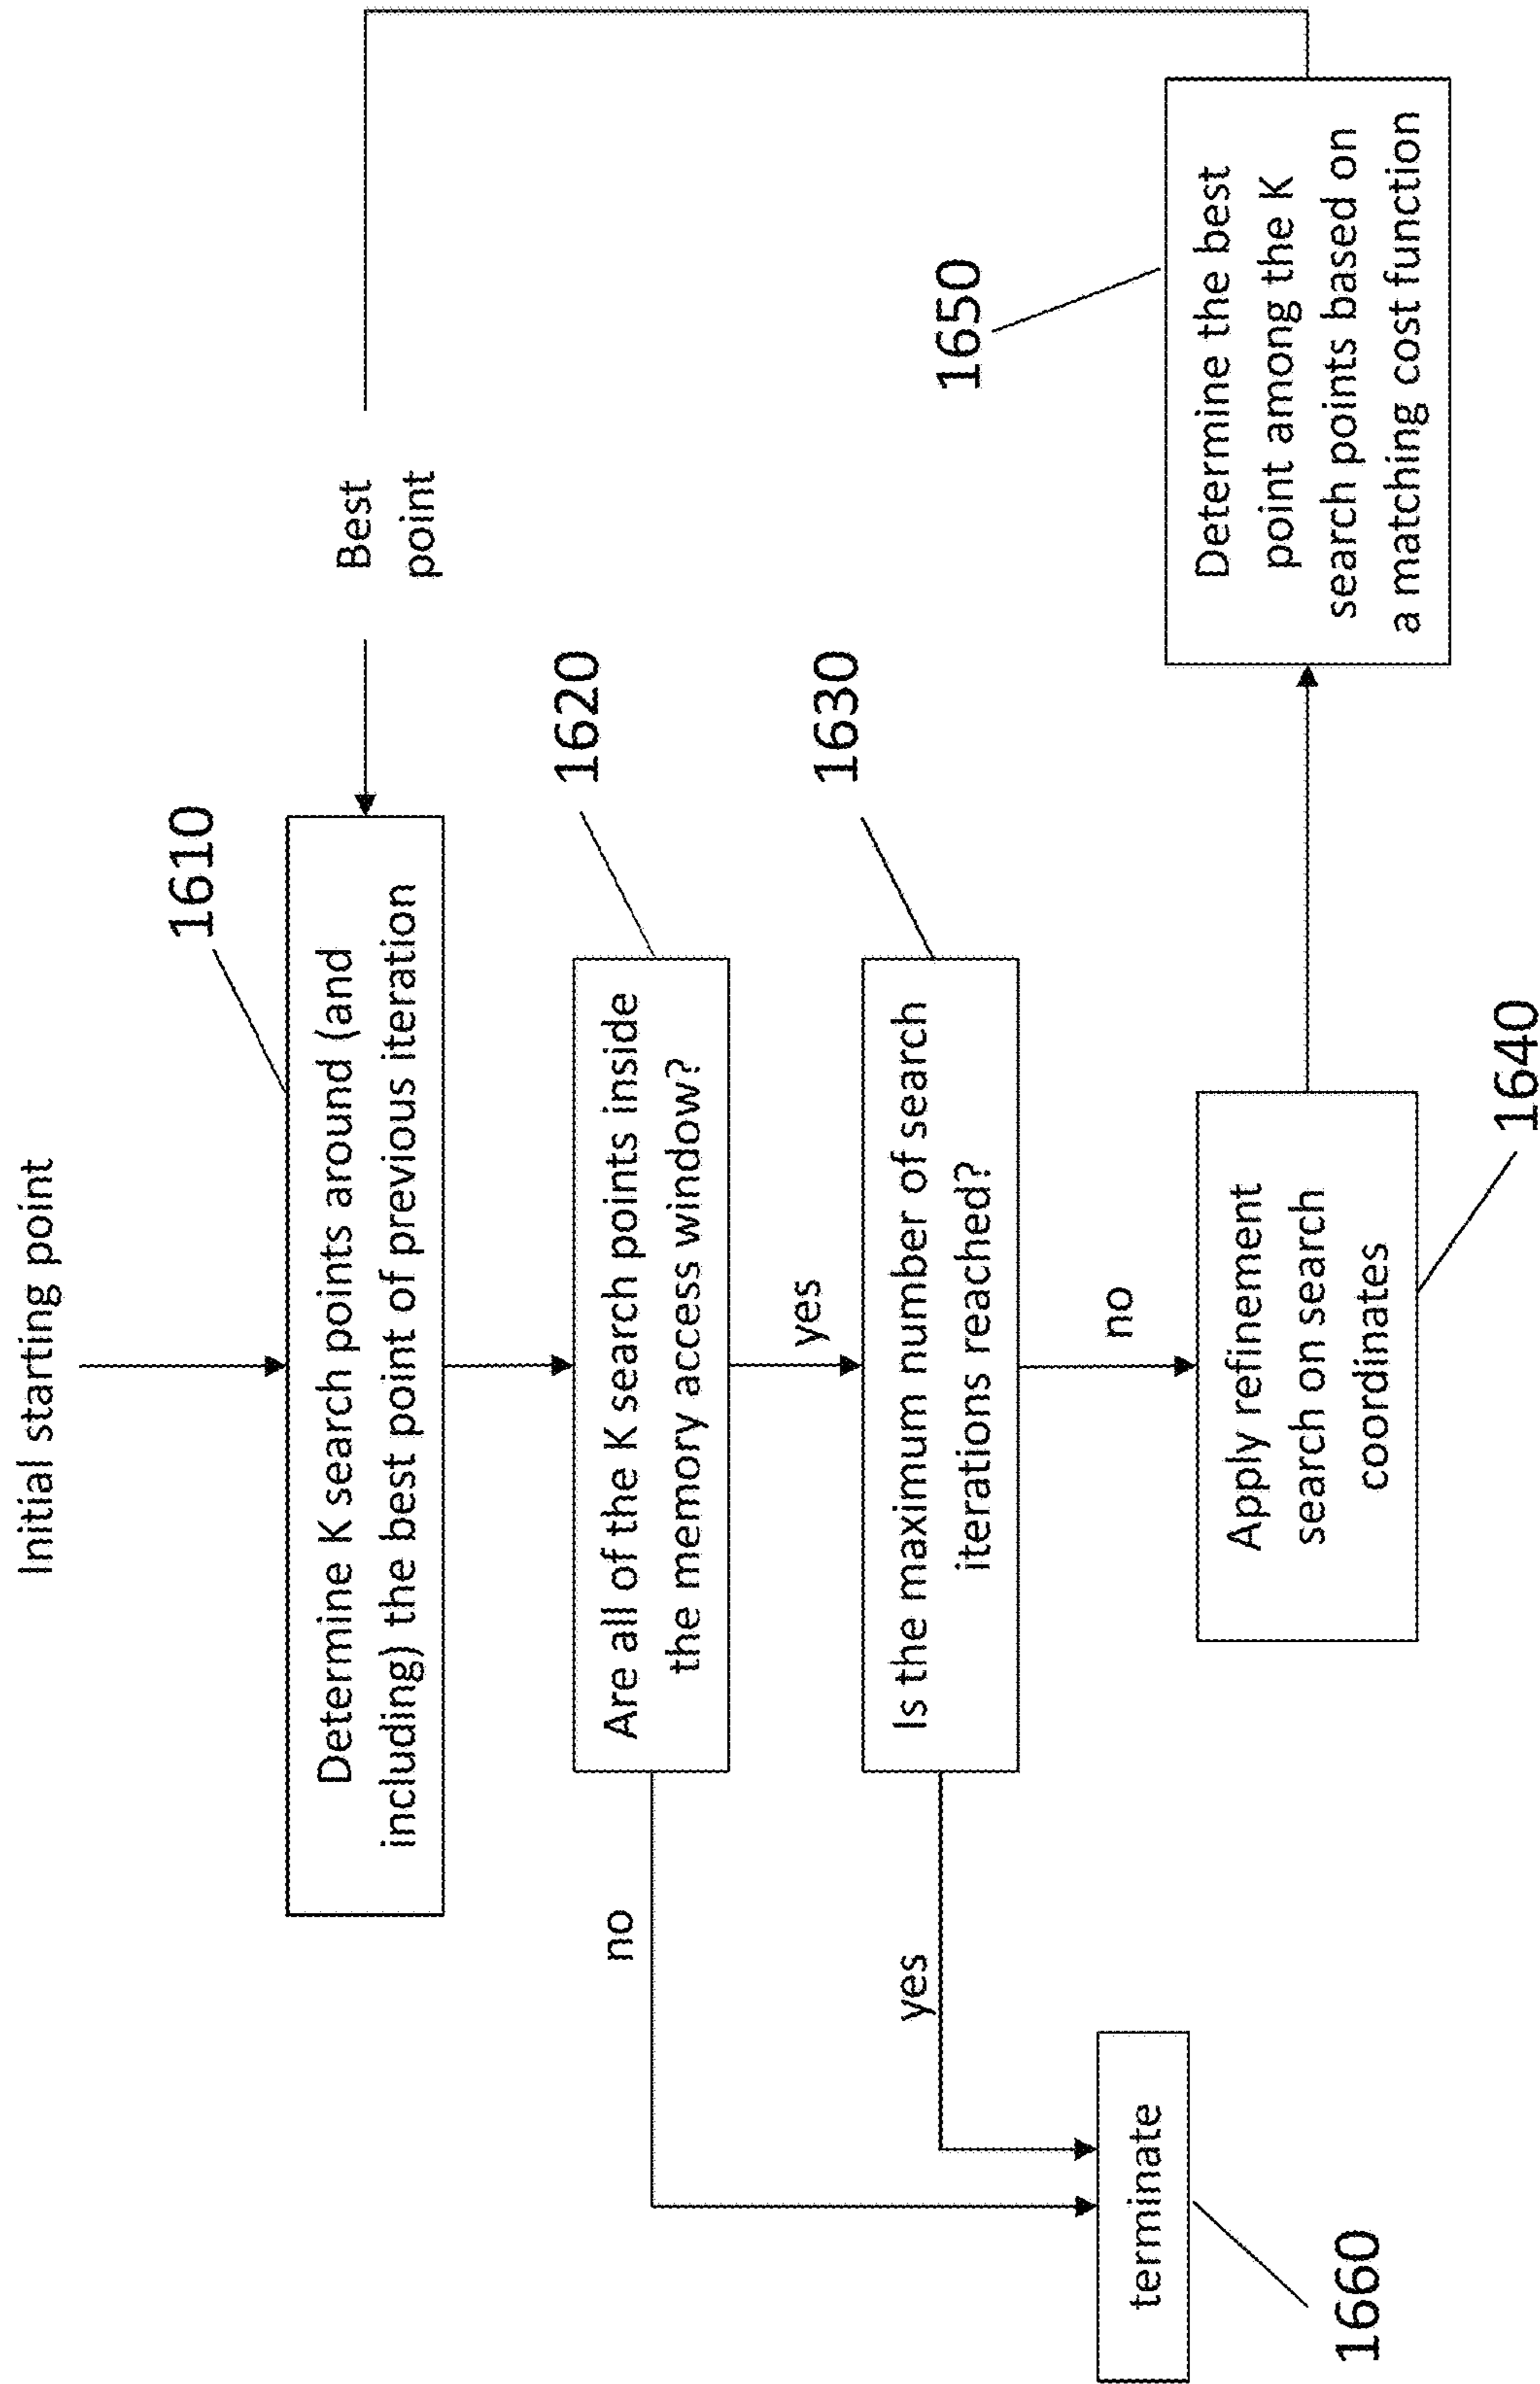 Initial starting point
1610
Determine K search points around (and
including) the best point of previous iteration
Best
point
1620
Are all of the K search points inside
the memory access window?
no
yes
1630
Is the maximum number of search
iterations reached?
yes
no
terminate
1660
Apply refinement
search on search
coordinates
1640
1650
Determine the best
point among the K
search points based on
a matching cost function